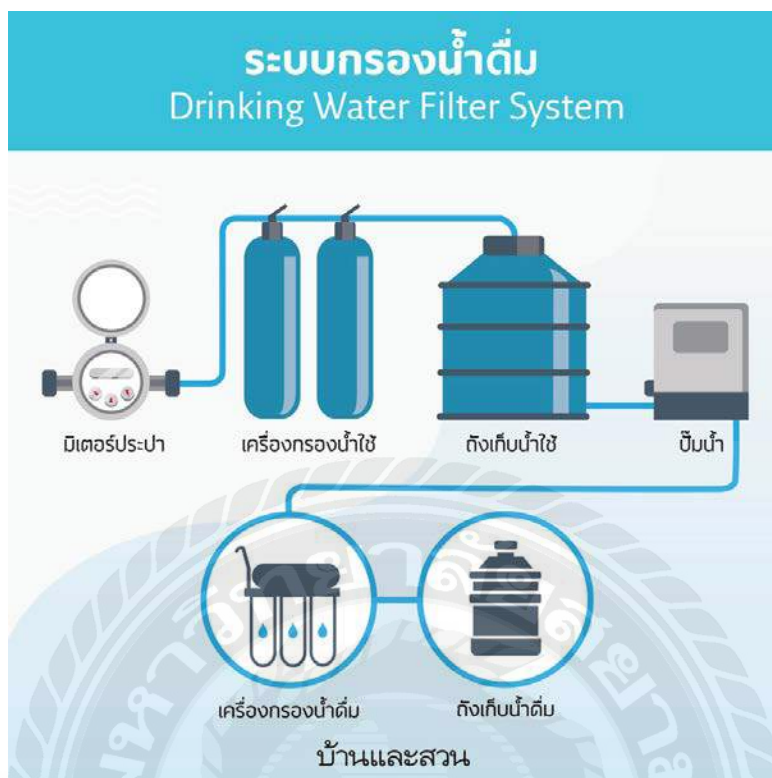 ระบบกรองน้ำดื่ม
Drinking Water Filter System
มิเตอร์ประปา
เครื่องกรองน้ำใช้
ถังเก็บน้ำใช้
ปั๊มน้ำ
เครื่องกรองน้ำดื่ม
ถังเก็บน้ำดื่ม
บ้านและสวน